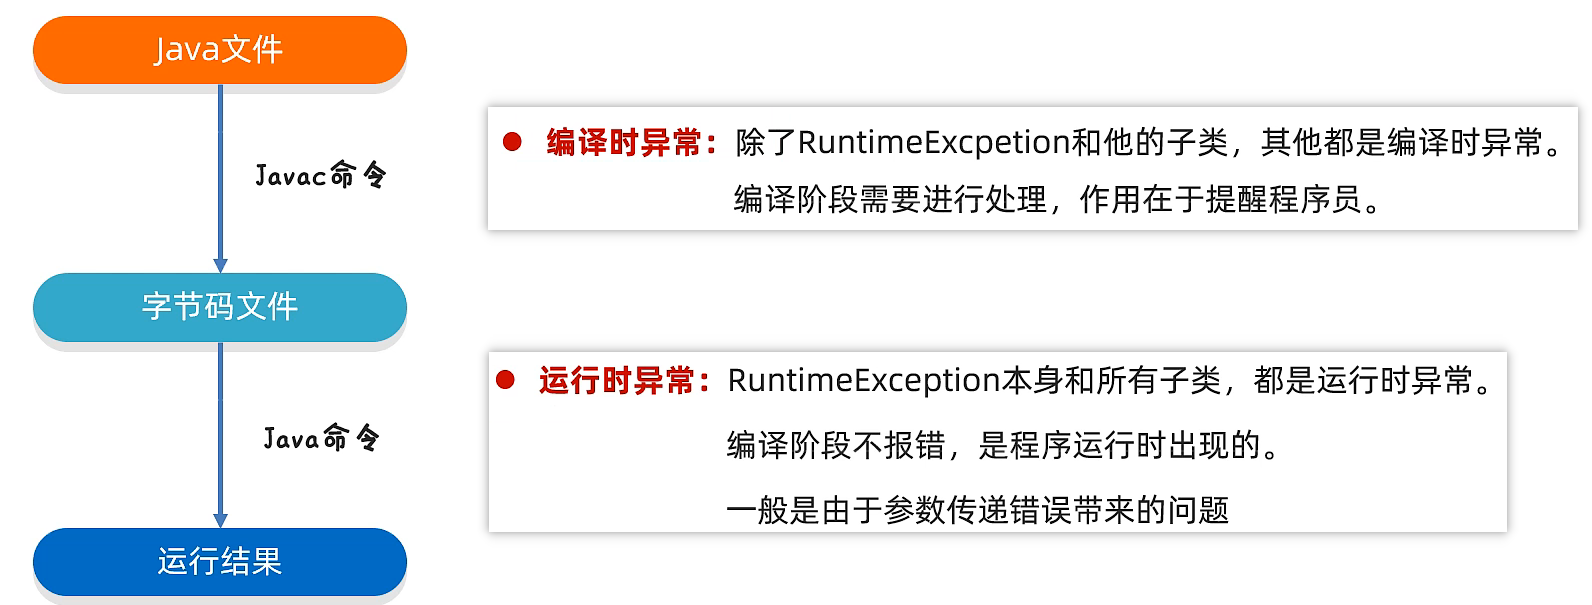 Java文件
Javac命令
● 编译时异常：除了RuntimeExcpetion和他的子类，其他都是编译时异常。
编译阶段需要进行处理，作用在于提醒程序员。
字节码文件
● 运行时异常：RuntimeException本身和所有子类，都是运行时异常。
Java命令
编译阶段不报错，是程序运行时出现的。
一般是由于参数传递错误带来的问题
运行结果